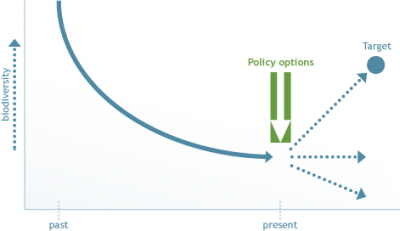 Target
Policy options
biodiversity
past
present